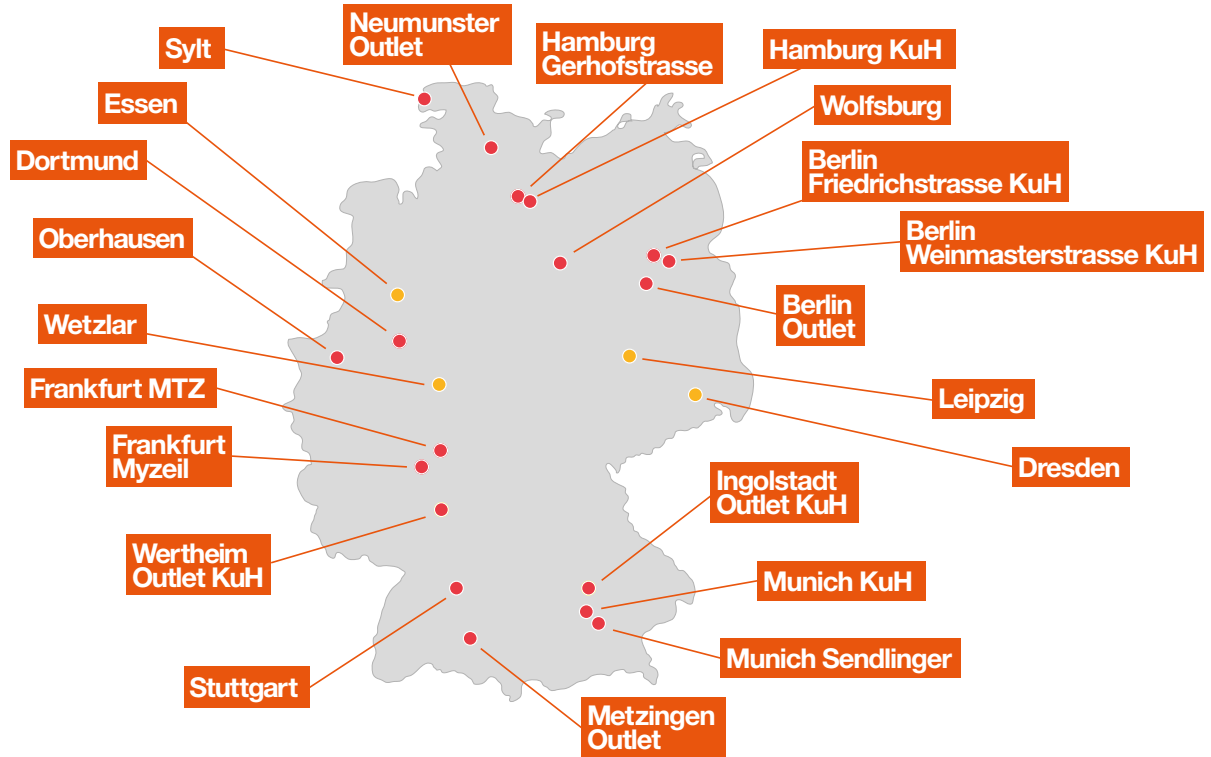 Neumunster
Outlet
Sylt
Hamburg
Gerhofstrasse
Hamburg KuH
Essen
Wolfsburg
Dortmund
Berlin
Friedrichstrasse KuH
Oberhausen
Berlin
Weinmasterstrasse KuH
Berlin
Outlet
Wetzlar
Frankfurt MTZ
Leipzig
Frankfurt
Myzeil
Dresden
Ingolstadt
Outlet KuH
Wertheim
Outlet KuH
Munich KuH
Munich Sendlinger
Stuttgart
Metzingen
Outlet